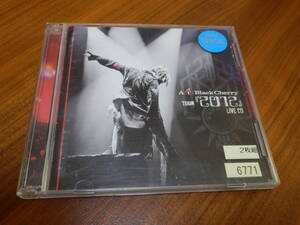 Acid Black Cherry
TOUR『2012』
LIVE CD
2枚組
6771